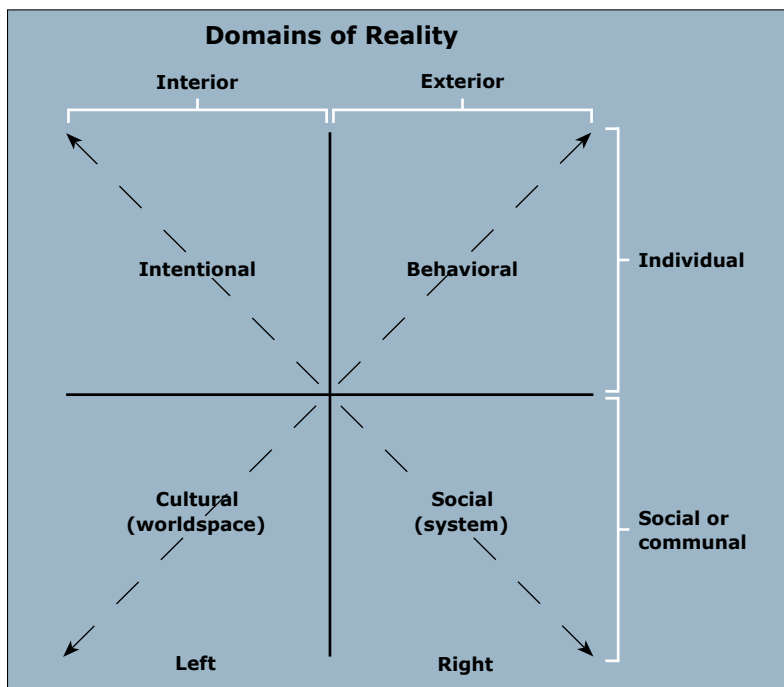 Domains of Reality
Interior
Exterior
Intentional
Behavioral
Individual
Cultural
(worldspace)
Social
(system)
Social or
communal
Left
Right